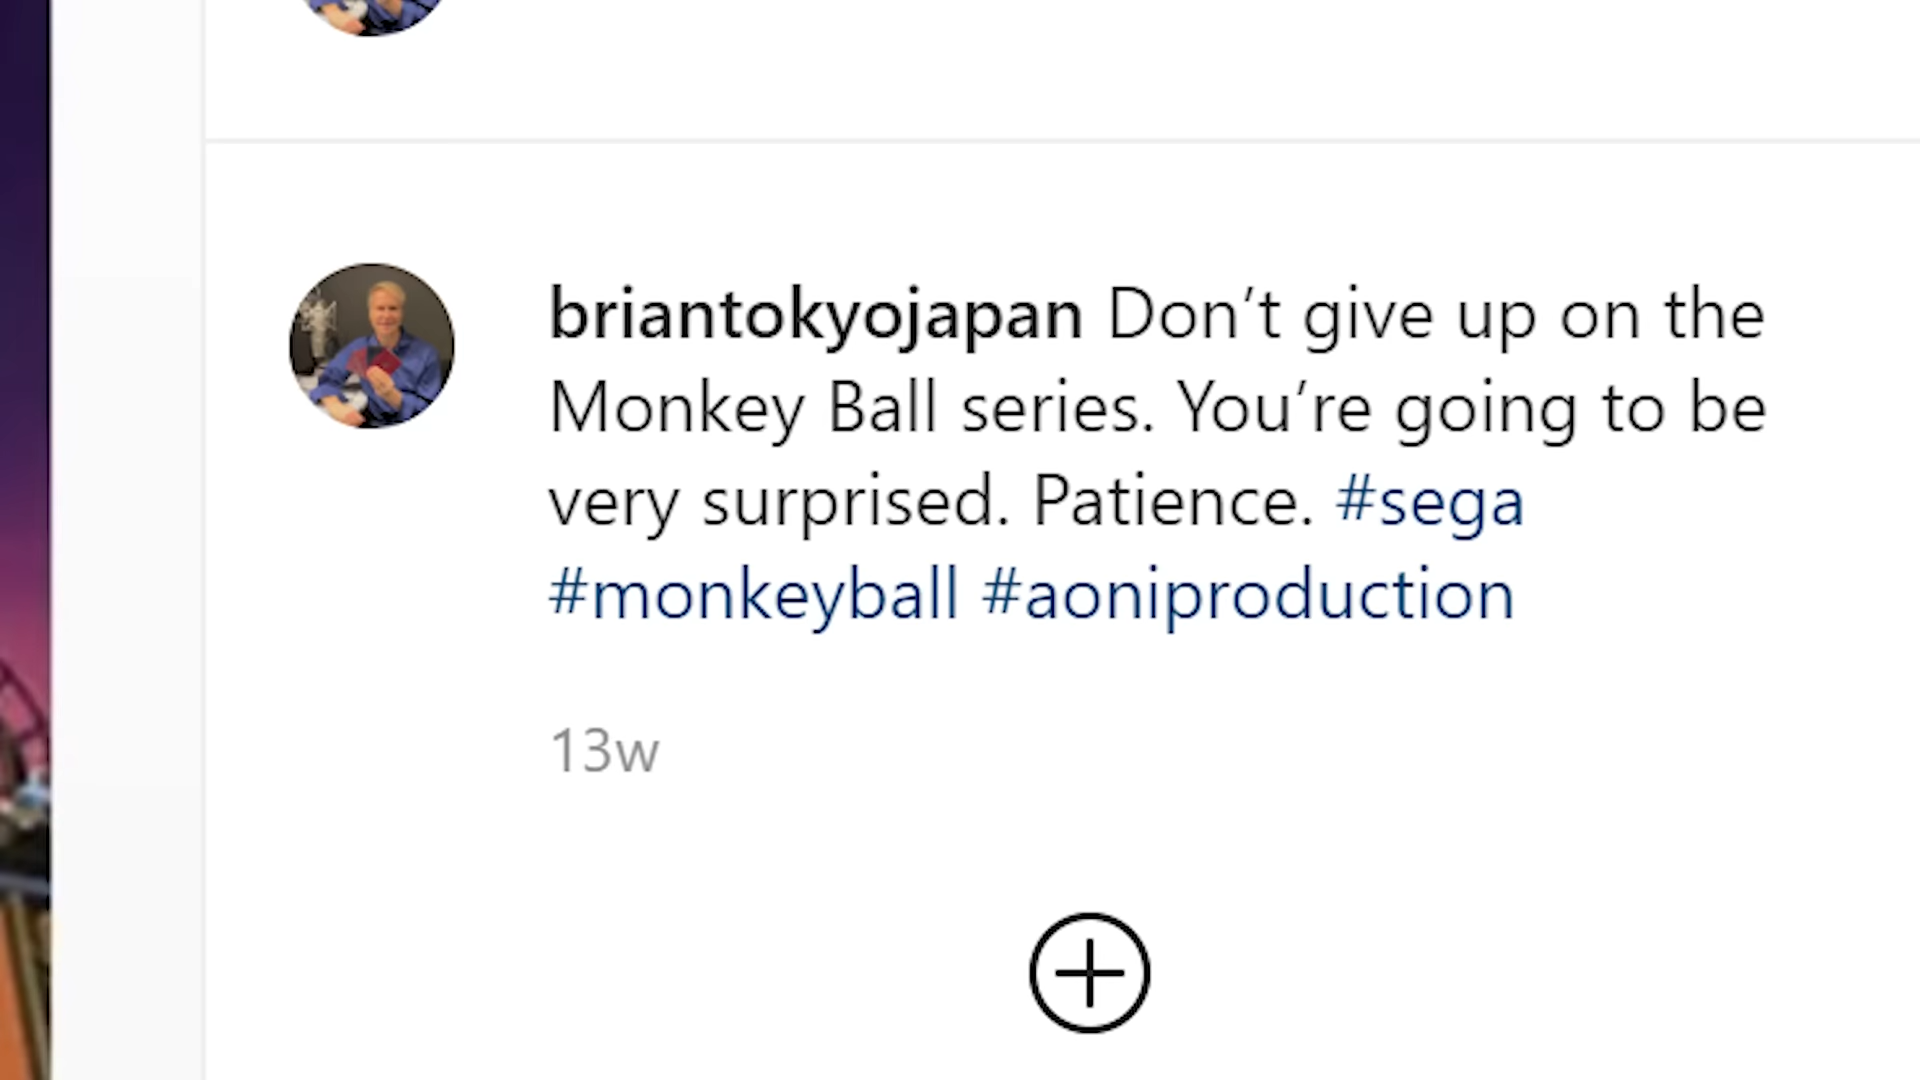 briantokyojapan Don’t give up on the
Monkey Ball series. You’re going to be
very surprised. Patience. #sega
#monkeyball #aoniproduction
13w